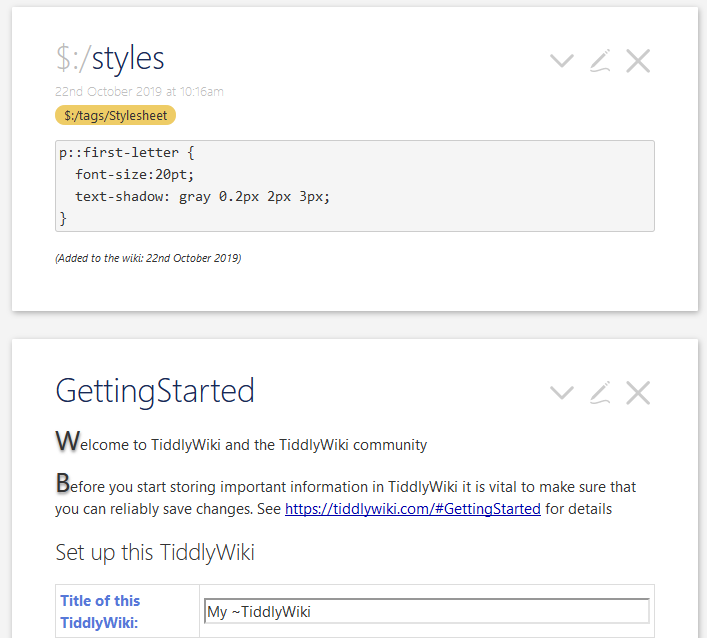 $:/styles
22nd October 2019 at 10:16am
$:/tags/Stylesheet
p::first-letter {
  font-size:20pt;
  text-shadow: gray 0.2px 2px 3px;
}
(Added to the wiki: 22nd October 2019)
GettingStarted
Welcome to TiddlyWiki and the TiddlyWiki community
Before you start storing important information in TiddlyWiki it is vital to make sure that
you can reliably save changes. See https://tiddlywiki.com/#GettingStarted for details
Set up this TiddlyWiki
Title of this
TiddlyWiki:
My ~TiddlyWiki